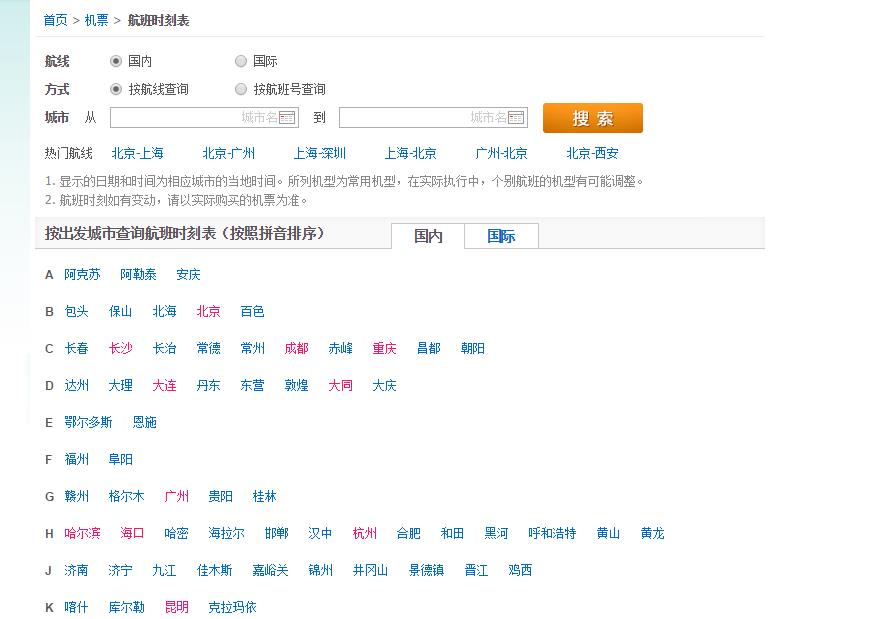 首页 > 机票 > 航班时刻表
航线 国内 国际
方式 按航线查询 按航班号查询
城市 从 城市名 到 城市名 搜 索
热门航线 北京-上海 北京-广州 上海-深圳 上海-北京 广州-北京 北京-西安
1. 显示的日期和时间为相应城市的当地时间。所列机型为常用机型，在实际执行中，个别航班的机型有可能调整。
2. 航班时刻如有变动，请以实际购买的机票为准。
按出发城市查询航班时刻表（按照拼音排序） 国内 国际
A 阿克苏 阿勒泰 安庆
B 包头 保山 北海 北京 百色
C 长春 长沙 长治 常德 常州 成都 赤峰 重庆 昌都 朝阳
D 达州 大理 大连 丹东 东营 敦煌 大同 大庆
E 鄂尔多斯 恩施
F 福州 阜阳
G 赣州 格尔木 广州 贵阳 桂林
H 哈尔滨 海口 哈密 海拉尔 邯郸 汉中 杭州 合肥 和田 黑河 呼和浩特 黄山 黄龙
J 济南 济宁 九江 佳木斯 嘉峪关 锦州 井冈山 景德镇 晋江 鸡西
K 喀什 库尔勒 昆明 克拉玛依